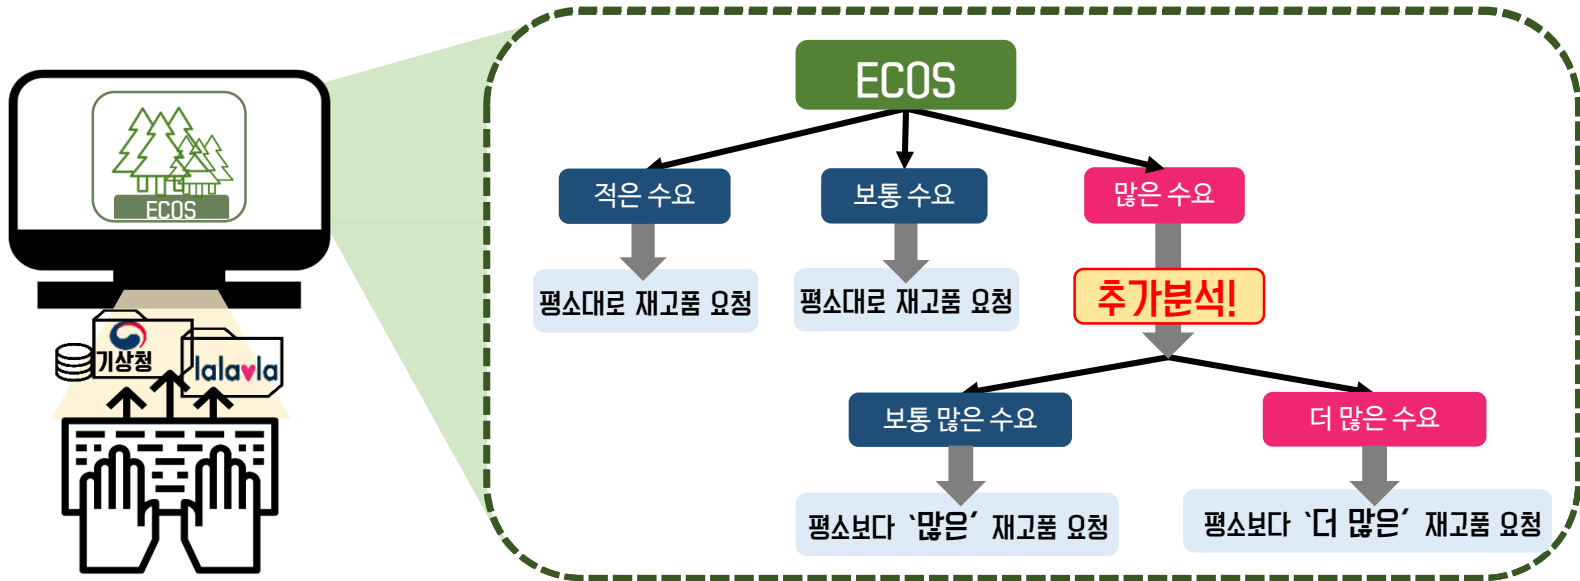 ECOS
기상청
lalavla
ECOS
적은 수요
보통 수요
많은 수요
평소대로 재고품 요청
평소대로 재고품 요청
추가분석!
보통 많은 수요
더 많은 수요
평소보다 '많은' 재고품 요청
평소보다 '더 많은' 재고품 요청